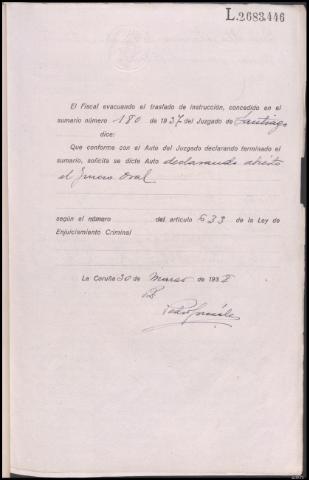 L.2683.446
El Fiscal evacuando el traslado de instrucción, concedido en el
sumario número 180 de 1937 del Juzgado de Santiago
dice:
Que conforme con el Auto del Juzgado declarando terminado el
sumario, solicita se dicte Auto declarando abierto
el juicio Oral
según el número del artículo 633 de la Ley de
Enjuiciamiento Criminal
La Coruña 30 de Marzo de 193